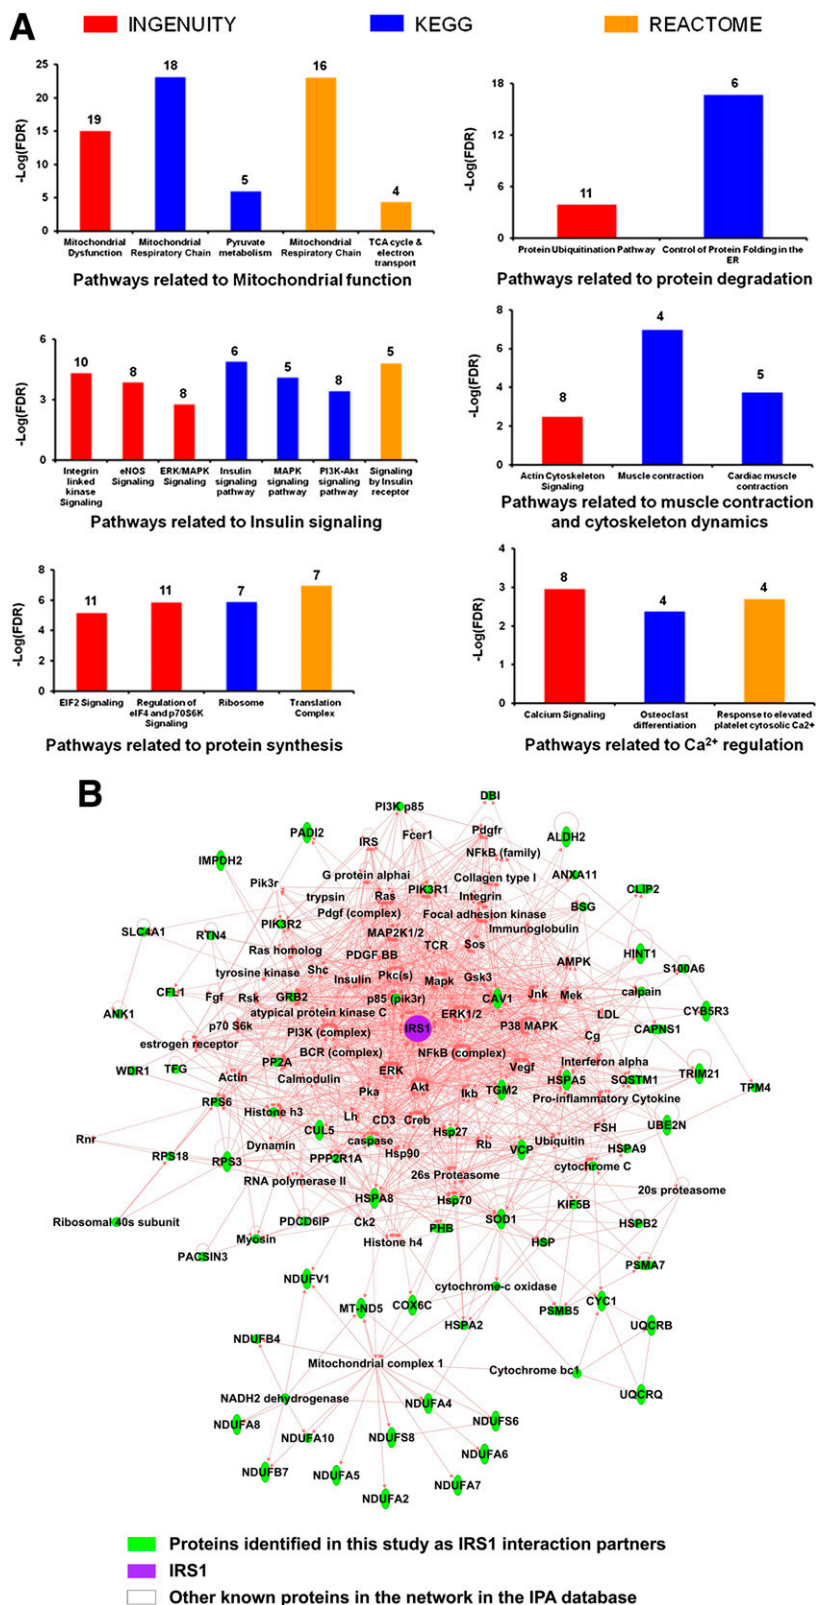 A
INGENUITY
KEGG
REACTOME
25
20
15
10
5
0
-Log(FDR)
19
18
5
16
4
Mitochondrial Dysfunction
Mitochondrial Respiratory Chain
Pyruvate metabolism
Mitochondrial Respiratory Chain
TCA cycle & electron transport
Pathways related to Mitochondrial function
18
12
6
0
-Log(FDR)
11
6
Protein Ubiquitination Pathway
Control of Protein Folding in the ER
Pathways related to protein degradation
6
3
0
-Log(FDR)
10
8
8
6
5
8
5
Integrin linked kinase Signaling
eNOS Signaling
ERK/MAPK Signaling
Insulin signaling pathway
MAPK signaling pathway
PI3K-Akt signaling pathway
Signaling by Insulin receptor
Pathways related to Insulin signaling
8
6
4
2
0
-Log(FDR)
8
4
5
Actin Cytoskeleton Signaling
Muscle contraction
Cardiac muscle contraction
Pathways related to muscle contraction
and cytoskeleton dynamics
8
6
4
2
0
-Log(FDR)
11
11
7
7
EIF2 Signaling
Regulation of eIF4 and p70S6K Signaling
Ribosome
Translation Complex
Pathways related to protein synthesis
4
3
2
1
0
-Log(FDR)
8
4
4
Calcium Signaling
Osteoclast differentiation
Response to elevated platelet cytosolic Ca2+
Pathways related to Ca2+ regulation
B
PI3K p85
DBI
PADI2
IRS
Fcer1
Pdgfr
ALDH2
NFkB (family)
IMPDH2
G protein alphai
Collagen type I
ANXA11
Pik3r
trypsin
Ras
PIK3R1
Integrin
CLIP2
Pdgf (complex)
Focal adhesion kinase
BSG
SLC4A1
RTN4
PIK3R2
MAP2K1/2
TCR
Sos
Immunoglobulin
Ras homolog
PDGF BB
AMPK
HINT1
tyrosine kinase
Shc
Insulin
Pkc(s)
Mapk
Gsk3
S100A6
CFL1
Fgf
Rsk
GRB2
p85 (pik3r)
CAV1
Jnk
Mek
calpain
ANK1
atypical protein kinase C
ERK1/2
LDL
CYB5R3
p70 S6k
PI3K (complex)
IRS1
P38 MAPK
Cg
CAPNS1
estrogen receptor
BCR (complex)
NFkB (complex)
Interferon alpha
WDR1
TFG
PP2A
ERK
Vegf
HSPA5
SQSTM1
TRIM21
Actin
Calmodulin
Akt
TGM2
TPM4
RPS6
Pka
Ikb
Pro-inflammatory Cytokine
Histone h3
Lh
CD3
Creb
FSH
UBE2N
Rnr
CUL5
caspase
Hsp27
Rb
Ubiquitin
Dynamin
Hsp90
VCP
HSPA9
RPS18
RPS3
PPP2R1A
cytochrome C
RNA polymerase II
26s Proteasome
20s proteasome
HSPA8
Hsp70
KIF5B
Ribosomal 40s subunit
PDCD6IP
Ck2
PHB
SOD1
HSPB2
Myosin
Histone h4
HSP
PACSIN3
PSMA7
NDUFV1
cytochrome-c oxidase
MT-ND5
COX6C
PSMB5
CYC1
HSPA2
UQCRB
NDUFB4
Mitochondrial complex 1
Cytochrome bc1
NADH2 dehydrogenase
NDUFA4
UQCRQ
NDUFA8
NDUFS6
NDUFA10
NDUFS8
NDUFA6
NDUFB7
NDUFA5
NDUFA7
NDUFA2
Proteins identified in this study as IRS1 interaction partners
IRS1
Other known proteins in the network in the IPA database